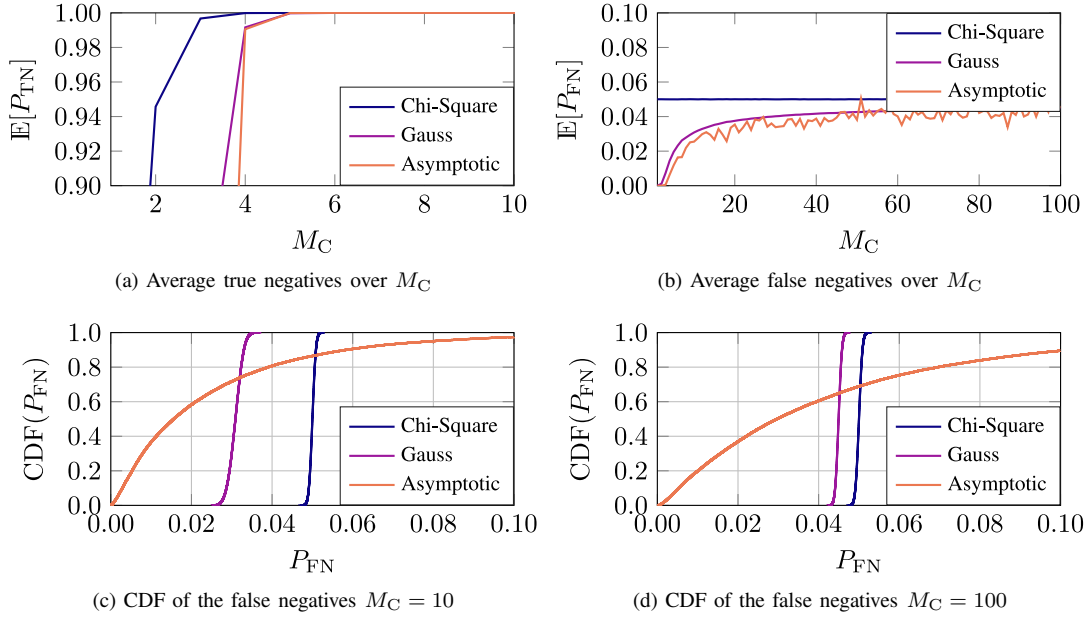 1.00
0.98
0.96
0.94
0.92
0.90
𝔼[P_TN]
Chi-Square
Gauss
Asymptotic
2 4 6 8 10
M_C
(a) Average true negatives over M_C
0.10
0.08
0.06
0.04
0.02
0.00
𝔼[P_FN]
Chi-Square
Gauss
Asymptotic
20 40 60 80 100
M_C
(b) Average false negatives over M_C
1.0
0.8
0.6
0.4
0.2
0.0
CDF(P_FN)
Chi-Square
Gauss
Asymptotic
0.00 0.02 0.04 0.06 0.08 0.10
P_FN
(c) CDF of the false negatives M_C = 10
1.0
0.8
0.6
0.4
0.2
0.0
CDF(P_FN)
Chi-Square
Gauss
Asymptotic
0.00 0.02 0.04 0.06 0.08 0.10
P_FN
(d) CDF of the false negatives M_C = 100